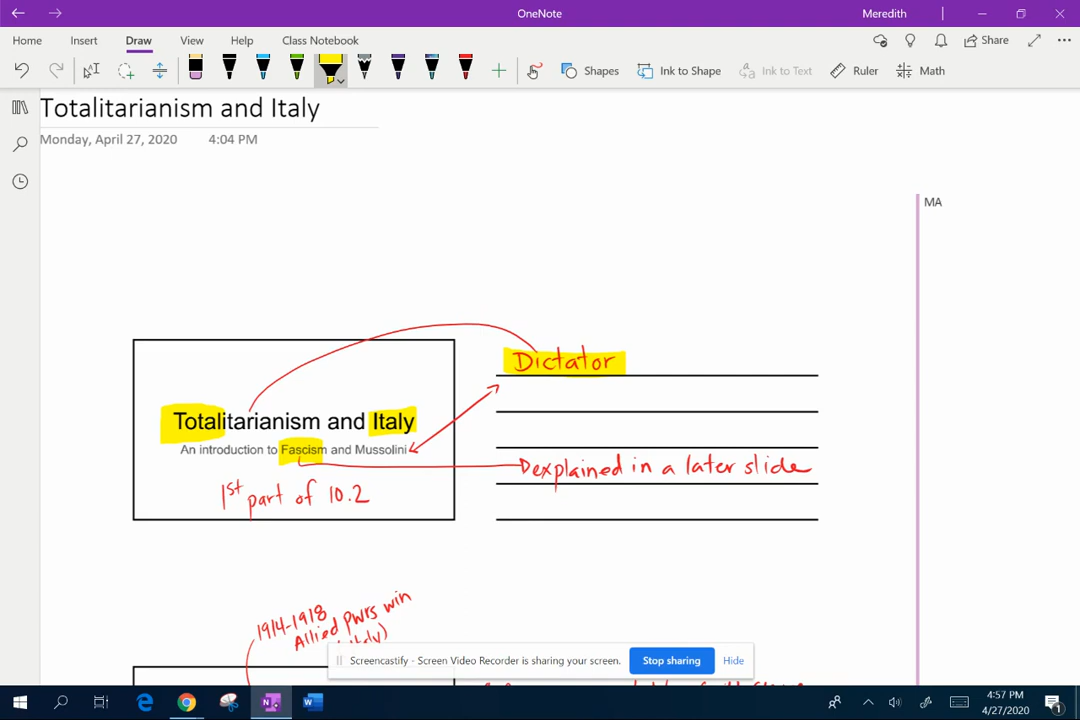 OneNote
Meredith
Home Insert Draw View Help Class Notebook
Share
Shapes Ink to Shape Ink to Text Ruler Math
Totalitarianism and Italy
Monday, April 27, 2020 4:04 PM
MA
Dictator
Totalitarianism and Italy
An introduction to Fascism and Mussolini
explained in a later slide
1st part of 10.2
1914-1918
Allied pwrs win
Screencastify - Screen Video Recorder is sharing your screen. Stop sharing Hide
4:57 PM
4/27/2020